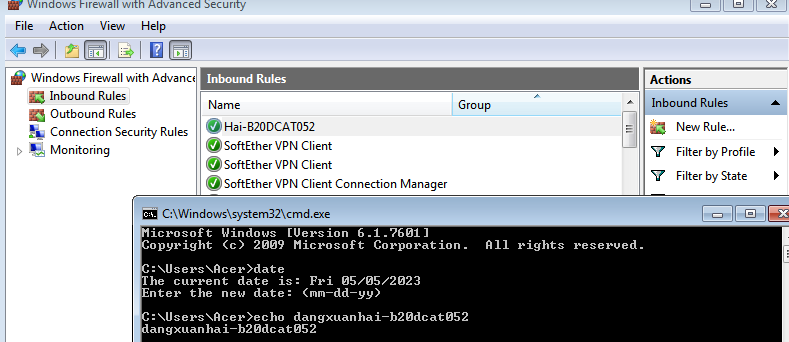 Windows Firewall with Advanced Security
File Action View Help
Windows Firewall with Advance
Inbound Rules
Outbound Rules
Connection Security Rules
Monitoring
Inbound Rules
Name Group
Hai-B20DCAT052
SoftEther VPN Client
SoftEther VPN Client
SoftEther VPN Client Connection Manager
Actions
Inbound Rules
New Rule...
Filter by Profile
Filter by State
C:\Windows\system32\cmd.exe
Microsoft Windows [Version 6.1.7601]
Copyright (c) 2009 Microsoft Corporation.  All rights reserved.
C:\Users\Acer>date
The current date is: Fri 05/05/2023
Enter the new date: (mm-dd-yy)
C:\Users\Acer>echo dangxuanhai-b20dcat052
dangxuanhai-b20dcat052